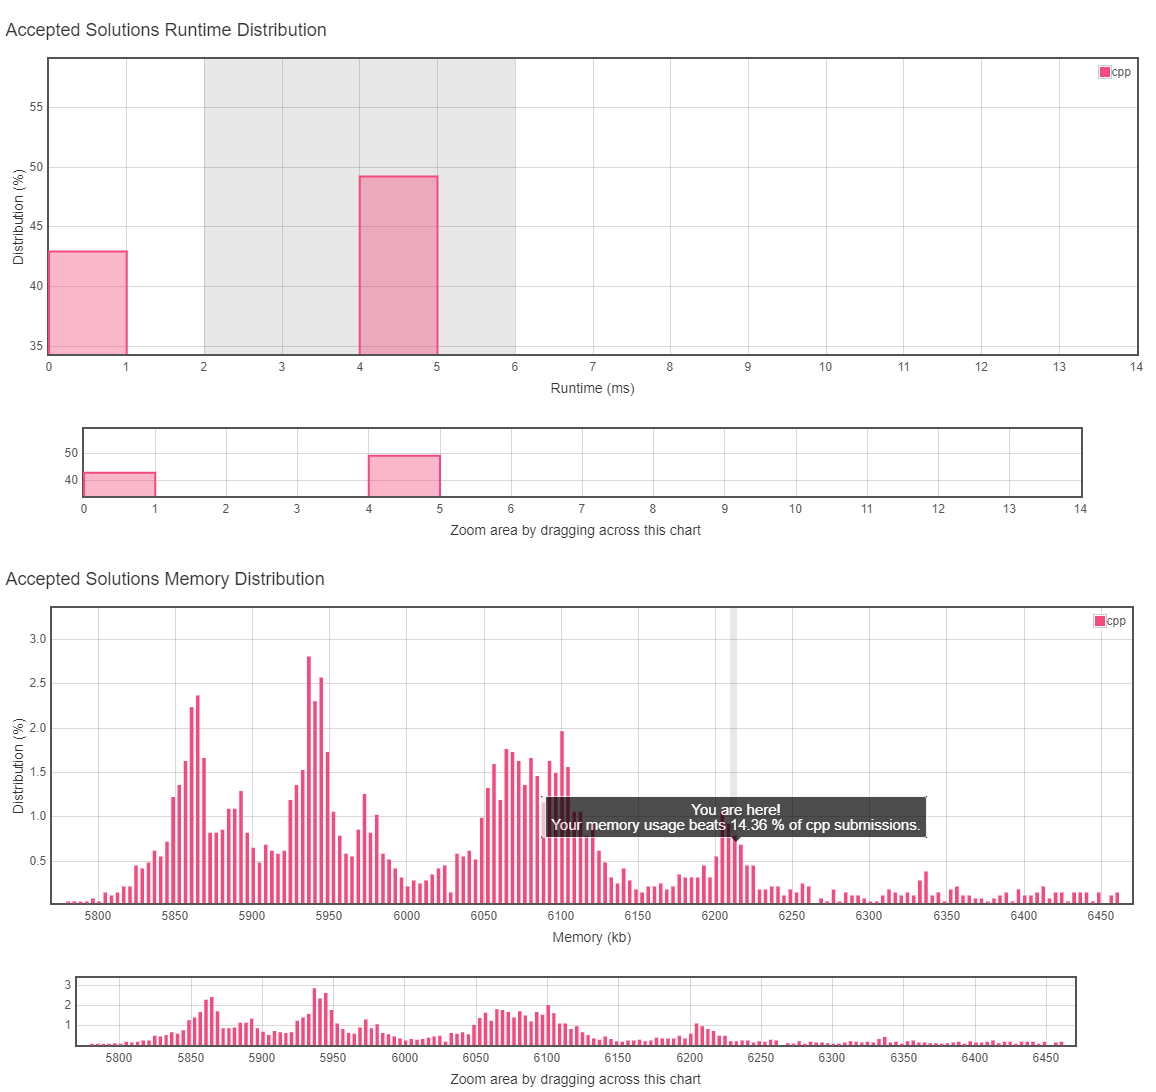 Accepted Solutions Runtime Distribution
cpp
55
50
45
40
35
Distribution (%)
0 1 2 3 4 5 6 7 8 9 10 11 12 13 14
Runtime (ms)
50
40
0 1 2 3 4 5 6 7 8 9 10 11 12 13 14
Zoom area by dragging across this chart
Accepted Solutions Memory Distribution
cpp
3.0
2.5
2.0
1.5
1.0
0.5
Distribution (%)
You are here!
Your memory usage beats 14.36 % of cpp submissions.
5800 5850 5900 5950 6000 6050 6100 6150 6200 6250 6300 6350 6400 6450
Memory (kb)
3
2
1
5800 5850 5900 5950 6000 6050 6100 6150 6200 6250 6300 6350 6400 6450
Zoom area by dragging across this chart